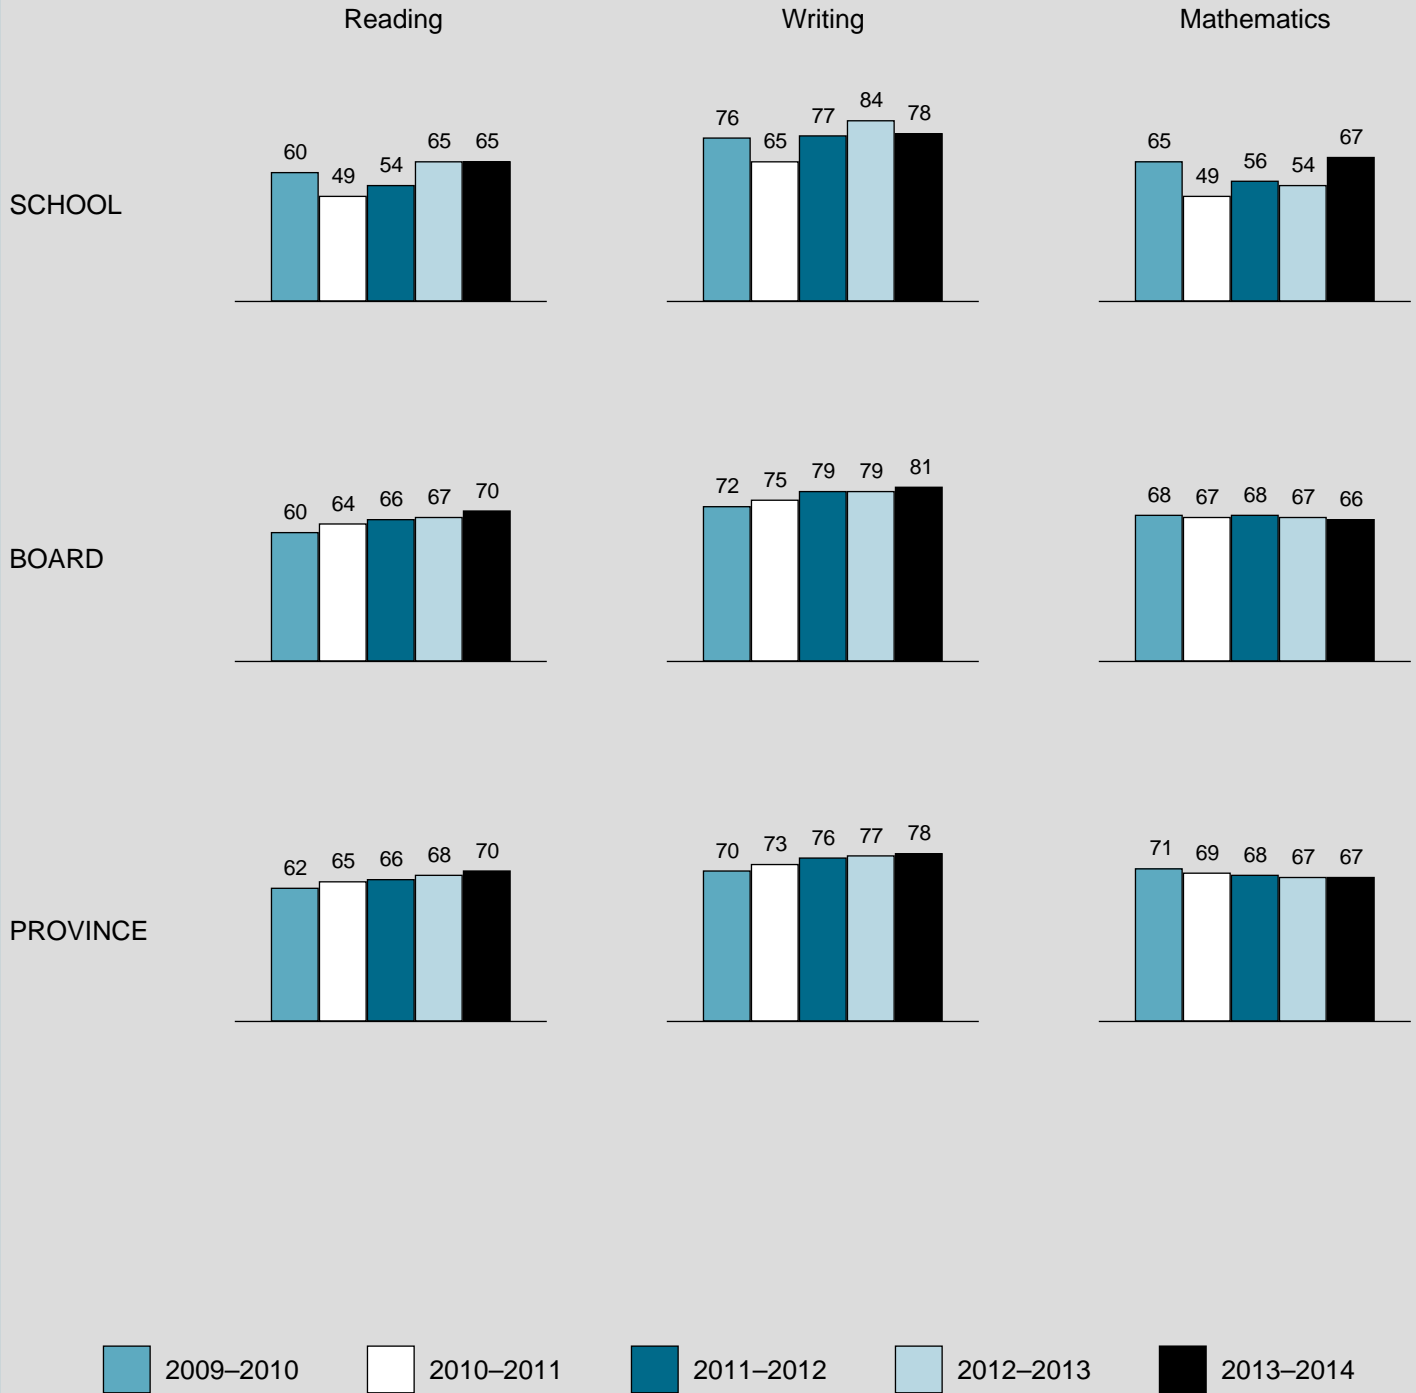 Reading Writing Mathematics
SCHOOL
60 49 54 65 65
76 65 77 84 78
65 49 56 54 67
BOARD
60 64 66 67 70
72 75 79 79 81
68 67 68 67 66
PROVINCE
62 65 66 68 70
70 73 76 77 78
71 69 68 67 67
2009–2010 2010–2011 2011–2012 2012–2013 2013–2014